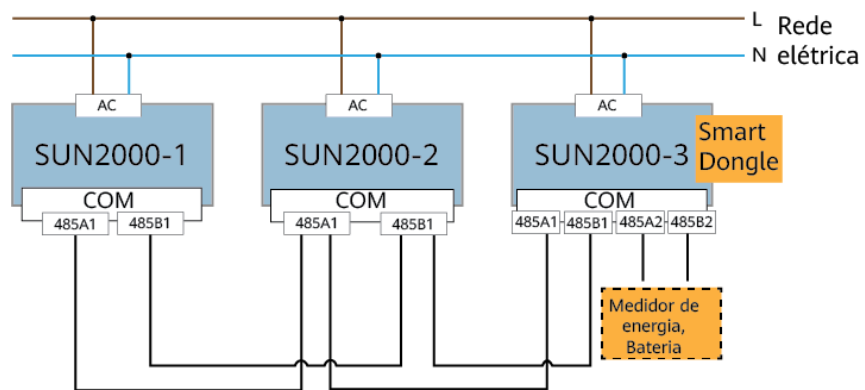 L Rede
N elétrica
AC
AC
AC
SUN2000-1
SUN2000-2
SUN2000-3
Smart
Dongle
COM
COM
COM
485A1
485B1
485A1
485B1
485A1
485B1
485A2
485B2
Medidor de
energia,
Bateria